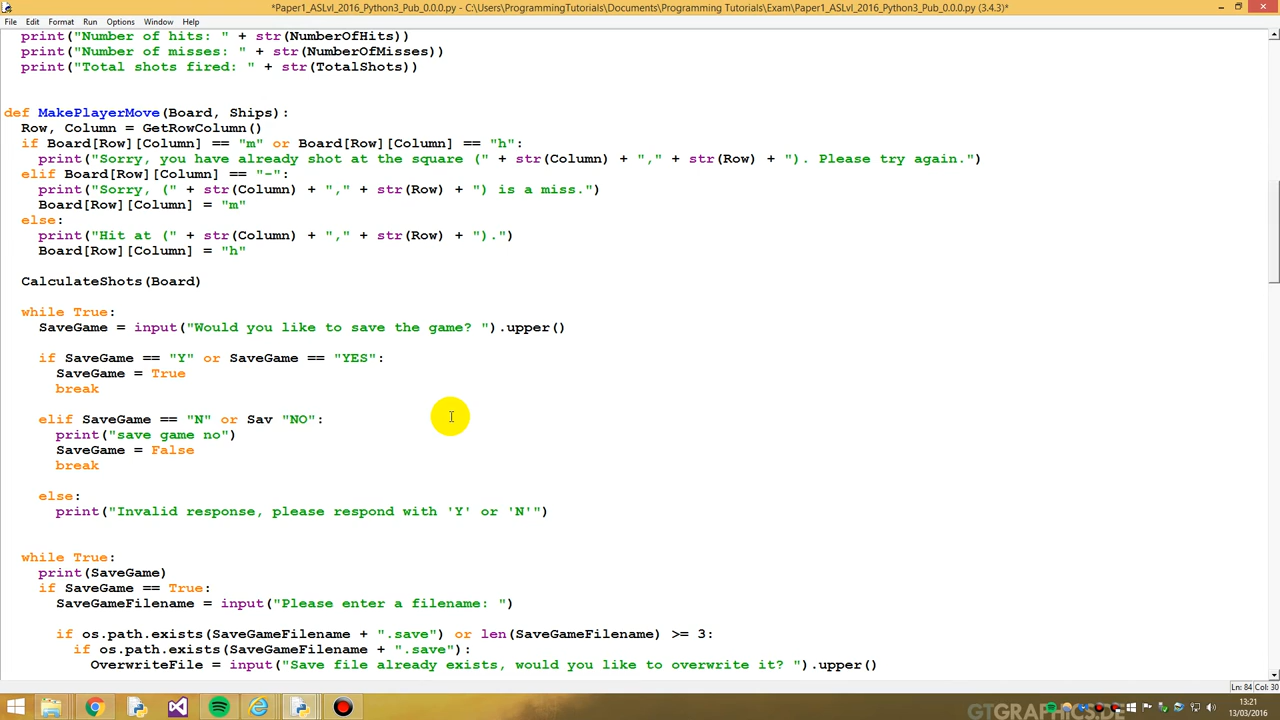 *Paper1_ASLvl_2016_Python3_Pub_0.0.0.py - C:\Users\ProgrammingTutorials\Documents\Programming Tutorials\Exam\Paper1_ASLvl_2016_Python3_Pub_0.0.0.py (3.4.3)*
File Edit Format Run Options Window Help
print("Number of hits: " + str(NumberOfHits))
print("Number of misses: " + str(NumberOfMisses))
print("Total shots fired: " + str(TotalShots))
def MakePlayerMove(Board, Ships):
Row, Column = GetRowColumn()
if Board[Row][Column] == "m" or Board[Row][Column] == "h":
print("Sorry, you have already shot at the square (" + str(Column) + "," + str(Row) + "). Please try again.")
elif Board[Row][Column] == "-":
print("Sorry, (" + str(Column) + "," + str(Row) + ") is a miss.")
Board[Row][Column] = "m"
else:
print("Hit at (" + str(Column) + "," + str(Row) + ").")
Board[Row][Column] = "h"
CalculateShots(Board)
while True:
SaveGame = input("Would you like to save the game? ").upper()
if SaveGame == "Y" or SaveGame == "YES":
SaveGame = True
break
elif SaveGame == "N" or Sav "NO":
print("save game no")
SaveGame = False
break
else:
print("Invalid response, please respond with 'Y' or 'N'")
while True:
print(SaveGame)
if SaveGame == True:
SaveGameFilename = input("Please enter a filename: ")
if os.path.exists(SaveGameFilename + ".save") or len(SaveGameFilename) >= 3:
if os.path.exists(SaveGameFilename + ".save"):
OverwriteFile = input("Save file already exists, would you like to overwrite it? ").upper()
Ln: 84 Col: 30
13:21
13/03/2016